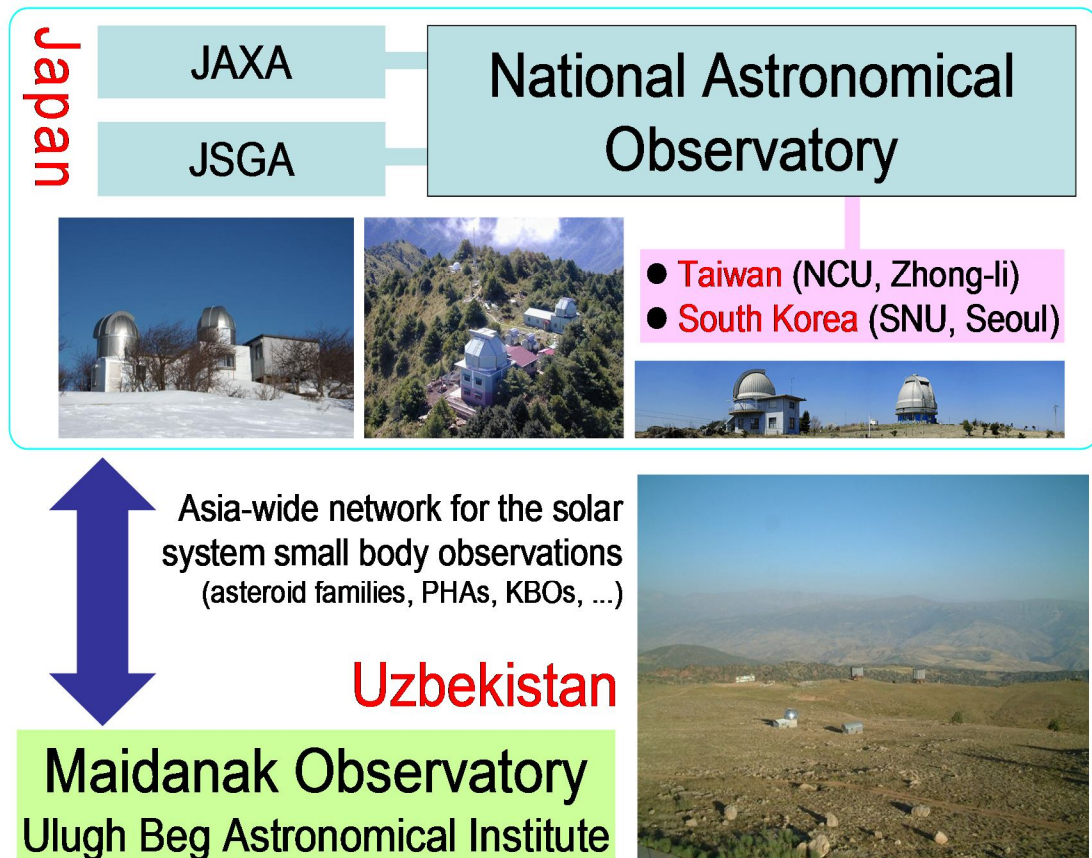 Japan
JAXA
JSGA
National Astronomical
Observatory
● Taiwan (NCU, Zhong-li)
● South Korea (SNU, Seoul)
Asia-wide network for the solar
system small body observations
(asteroid families, PHAs, KBOs, ...)
Uzbekistan
Maidanak Observatory
Ulugh Beg Astronomical Institute